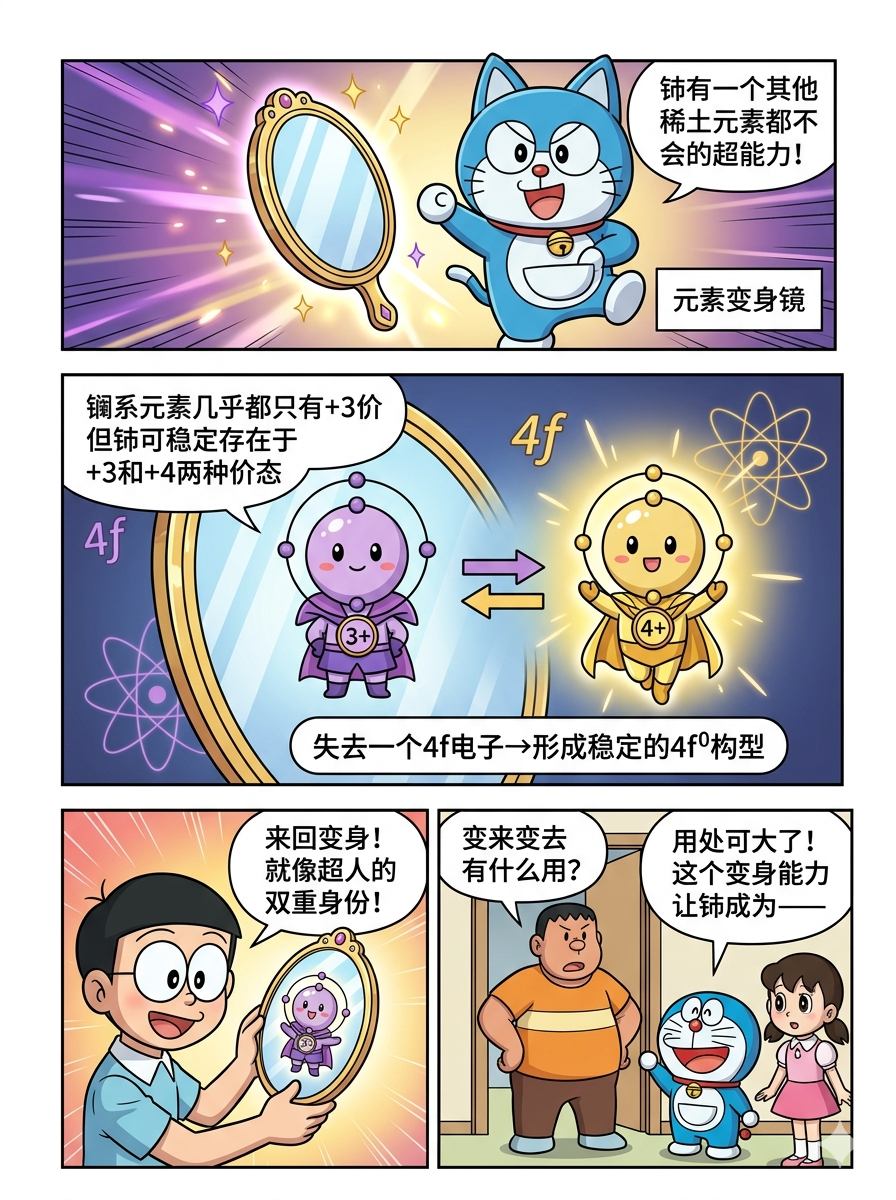 铈有一个其他
稀土元素都不
会的超能力！
元素变身镜
镧系元素几乎都只有+3价
但铈可稳定存在于
+3和+4两种价态
4f
4f
3+
4+
失去一个4f电子→形成稳定的4f⁰构型
来回变身！
就像超人的
双重身份！
变来变去
有什么用？
用处可大了！
这个变身能力
让铈成为——